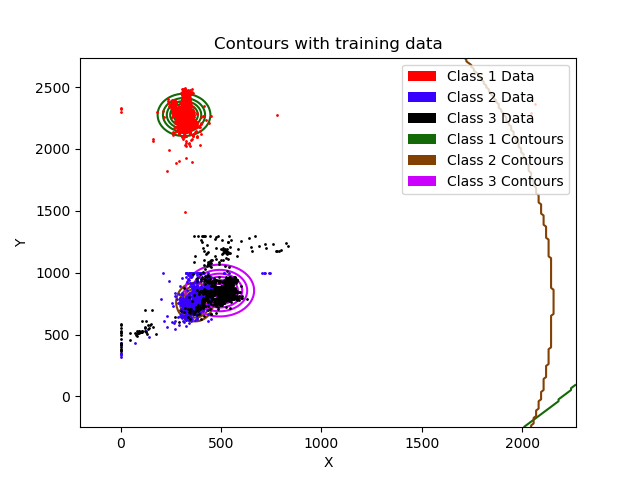 Contours with training data
Class 1 Data
Class 2 Data
Class 3 Data
Class 1 Contours
Class 2 Contours
Class 3 Contours
2500
2000
1500
1000
500
0
Y
0 500 1000 1500 2000
X